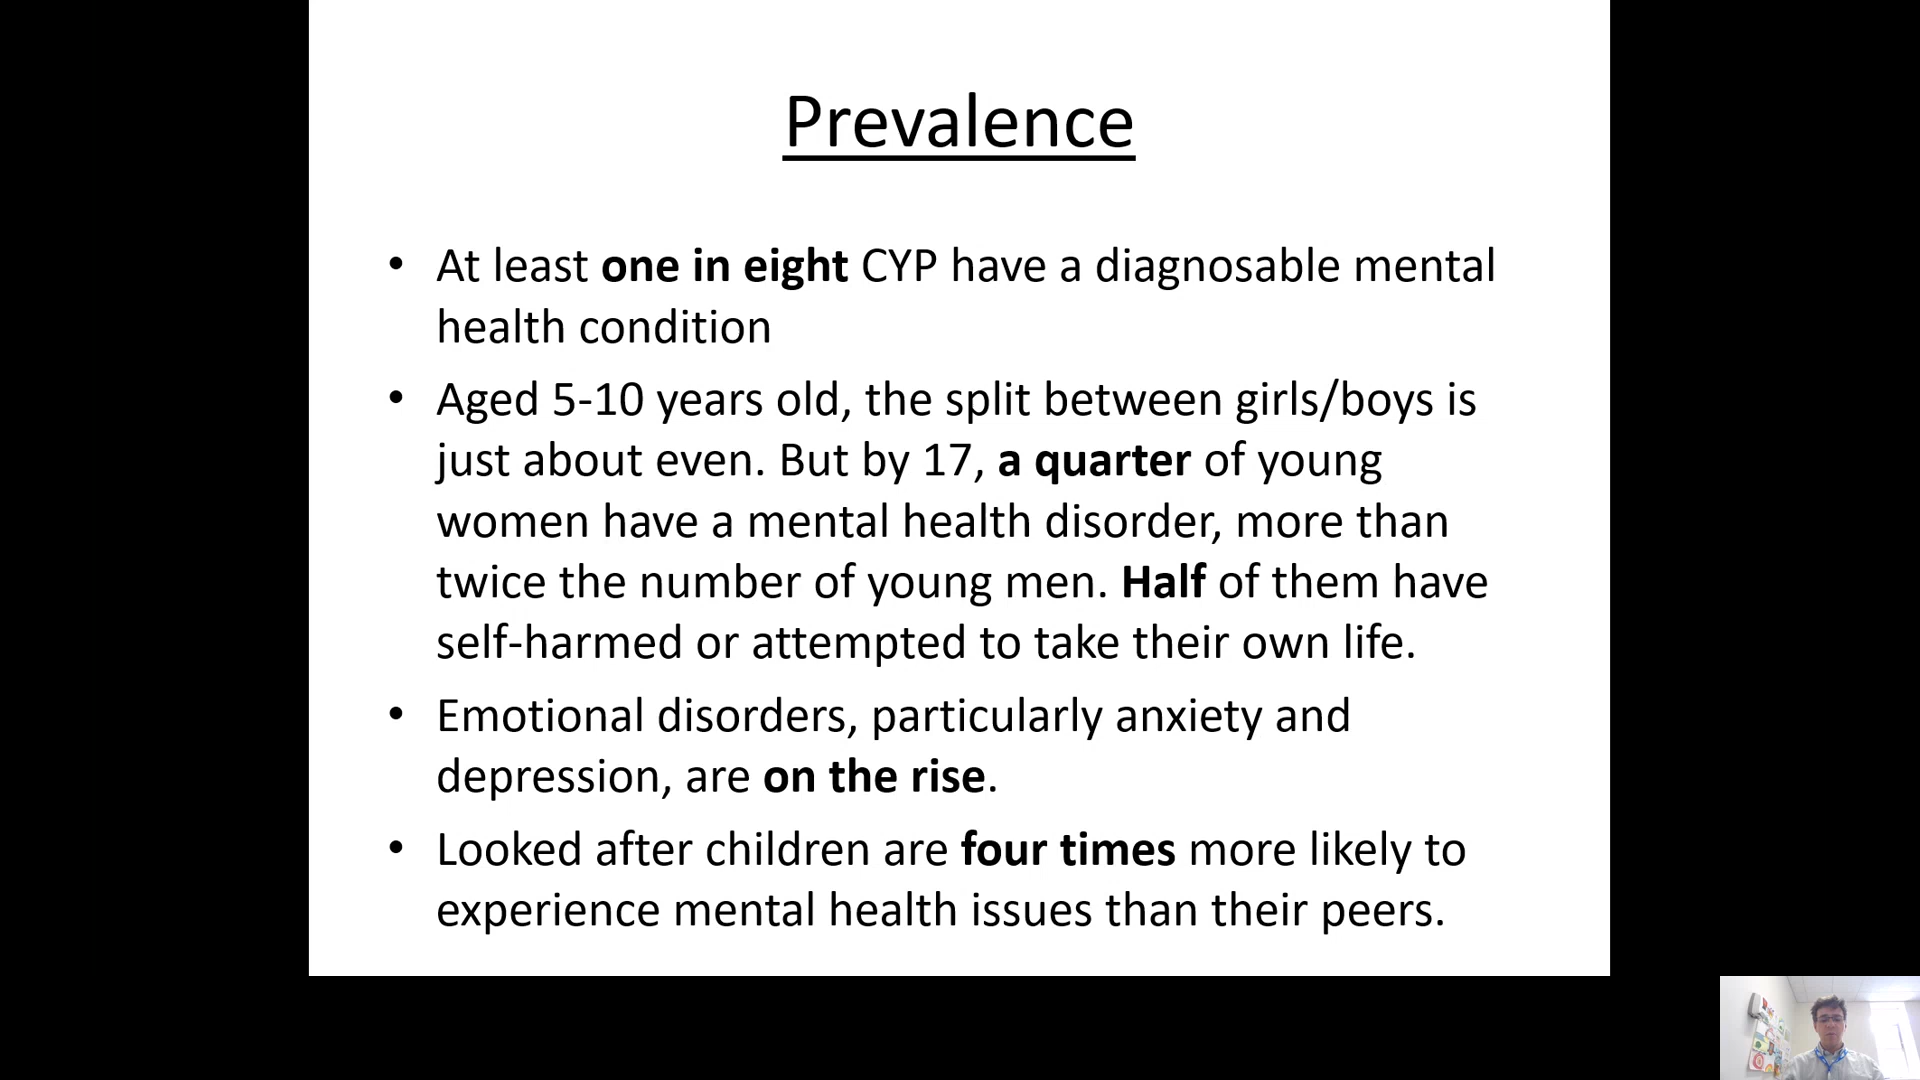 Prevalence
• At least one in eight CYP have a diagnosable mental
health condition
• Aged 5-10 years old, the split between girls/boys is
just about even. But by 17, a quarter of young
women have a mental health disorder, more than
twice the number of young men. Half of them have
self-harmed or attempted to take their own life.
• Emotional disorders, particularly anxiety and
depression, are on the rise.
• Looked after children are four times more likely to
experience mental health issues than their peers.